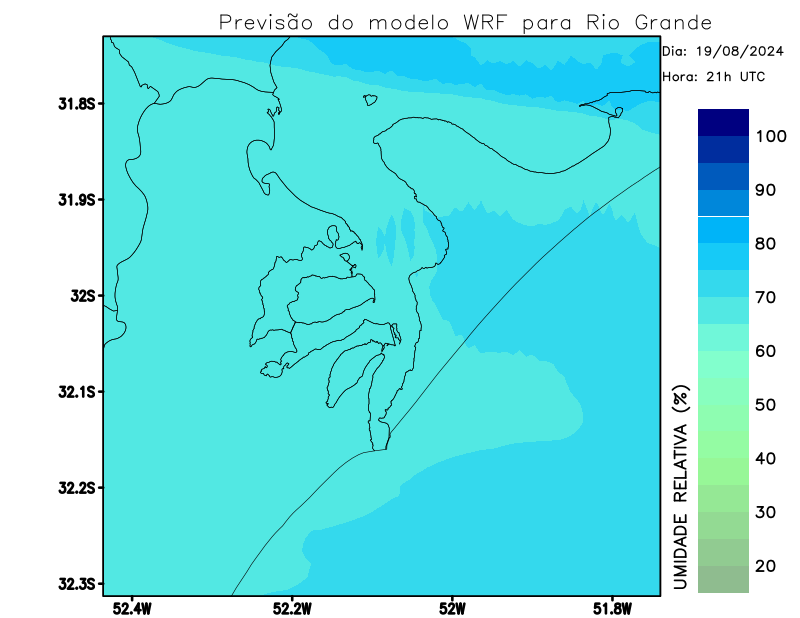 Previsão do modelo WRF para Rio Grande
Dia: 19/08/2024
Hora: 21h UTC
31.8S
31.9S
32S
32.1S
32.2S
32.3S
52.4W
52.2W
52W
51.8W
100
90
80
70
60
50
40
30
20
UMIDADE RELATIVA (%)